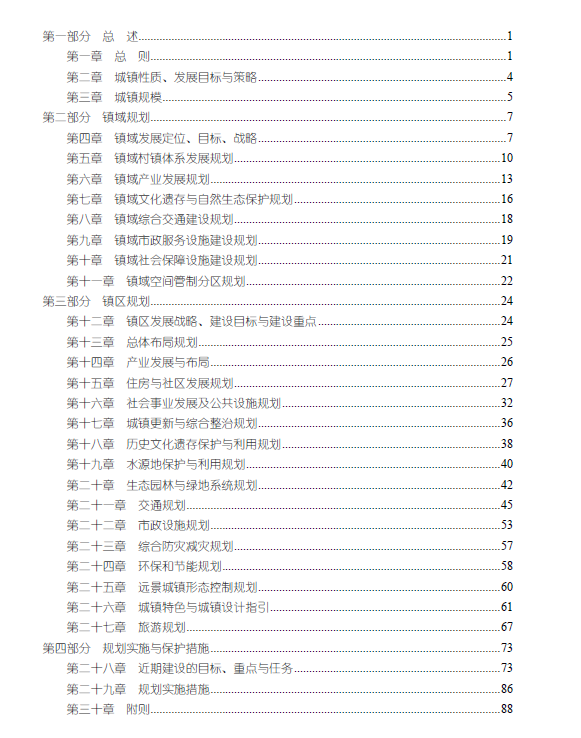 第一部分 总 述 1
第一章 总 则 1
第二章 城镇性质、发展目标与策略 4
第三章 城镇规模 5
第二部分 镇域规划 7
第四章 镇域发展定位、目标、战略 7
第五章 镇域村镇体系发展规划 10
第六章 镇域产业发展规划 13
第七章 镇域文化遗存与自然生态保护规划 16
第八章 镇域综合交通建设规划 18
第九章 镇域市政服务设施建设规划 19
第十章 镇域社会保障设施建设规划 21
第十一章 镇域空间管制分区规划 22
第三部分 镇区规划 24
第十二章 镇区发展战略、建设目标与建设重点 24
第十三章 总体布局规划 25
第十四章 产业发展与布局 26
第十五章 住房与社区发展规划 27
第十六章 社会事业发展及公共设施规划 32
第十七章 城镇更新与综合整治规划 36
第十八章 历史文化遗存保护与利用规划 38
第十九章 水源地保护与利用规划 40
第二十章 生态园林与绿地系统规划 42
第二十一章 交通规划 45
第二十二章 市政设施规划 53
第二十三章 综合防灾减灾规划 57
第二十四章 环保和节能规划 58
第二十五章 远景城镇形态控制规划 60
第二十六章 城镇特色与城镇设计指引 61
第二十七章 旅游规划 67
第四部分 规划实施与保护措施 73
第二十八章 近期建设的目标、重点与任务 73
第二十九章 规划实施措施 86
第三十章 附则 88